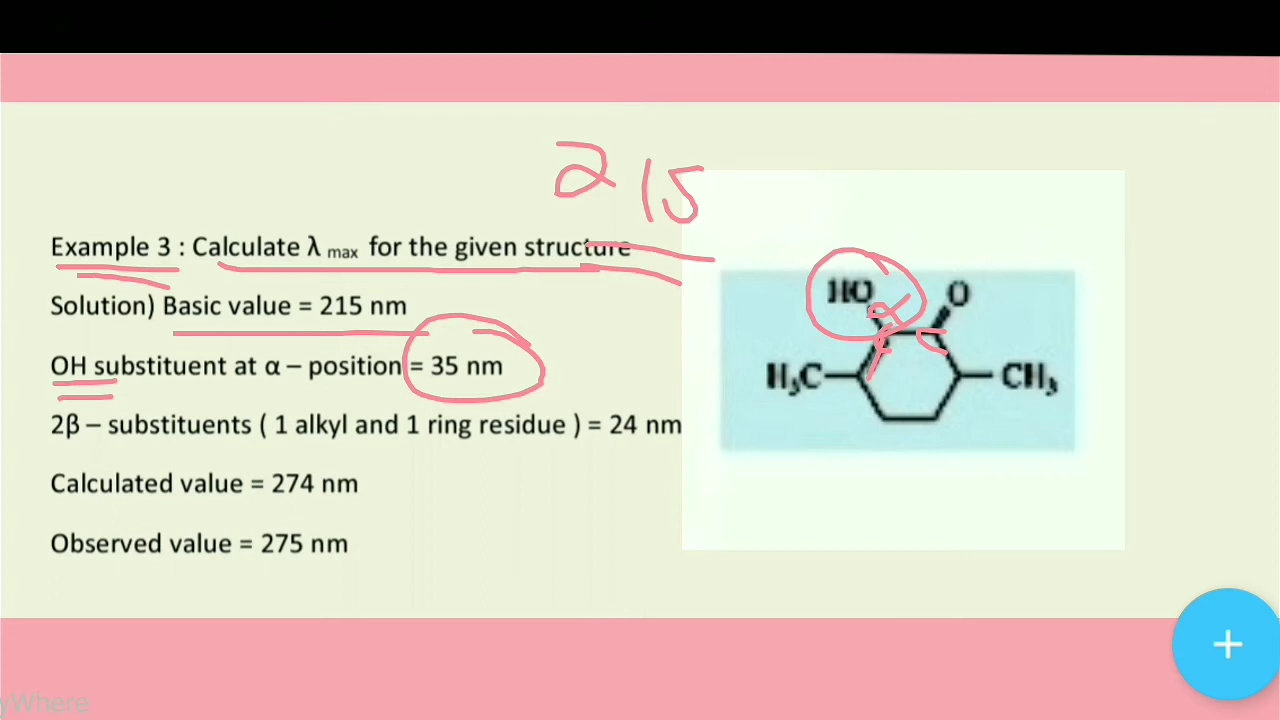 215
Example 3 : Calculate λ max for the given structure
Solution) Basic value = 215 nm
OH substituent at α – position = 35 nm
2β – substituents ( 1 alkyl and 1 ring residue ) = 24 nm
Calculated value = 274 nm
Observed value = 275 nm
HO O
α
H₃C CH₃
+
yWhere